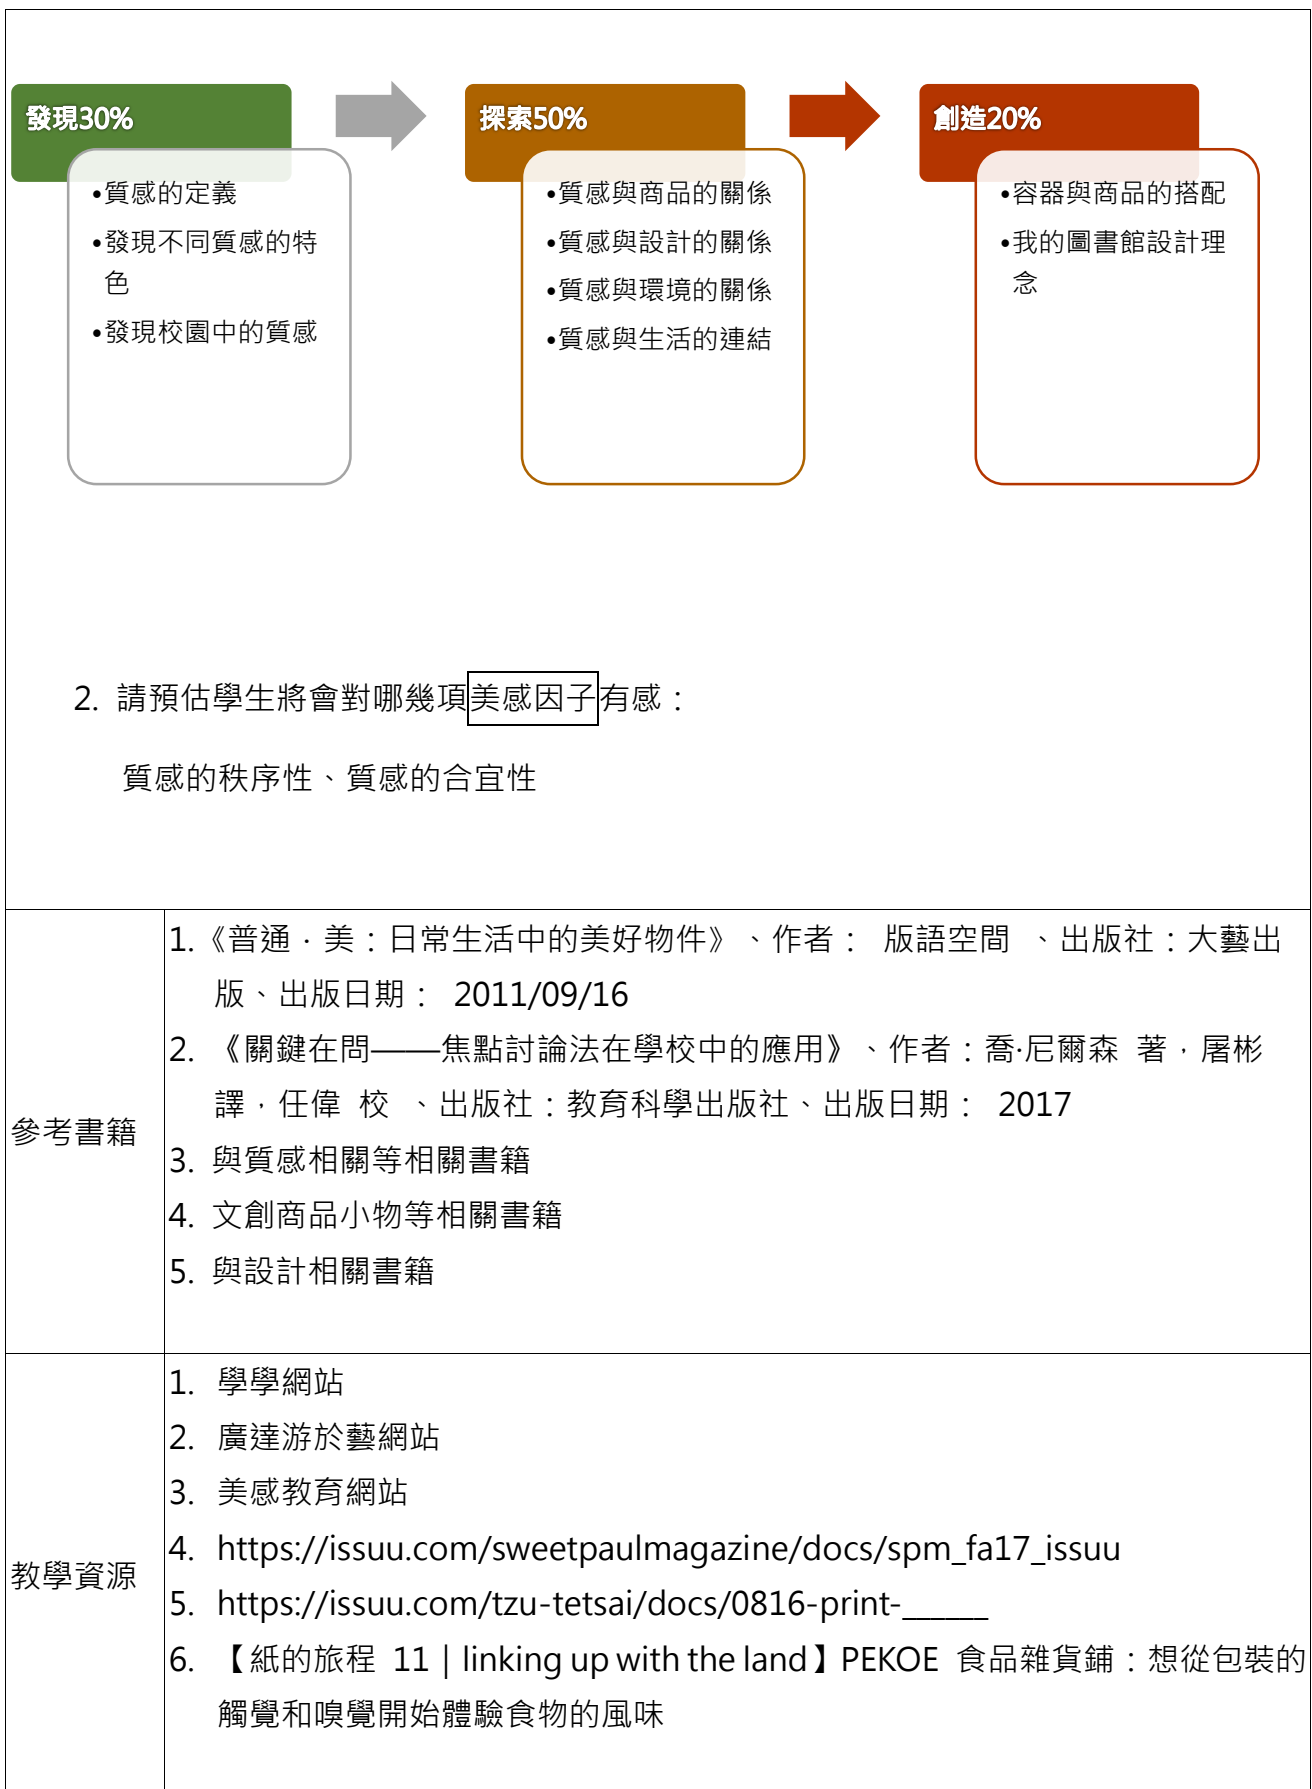 發現30%
•質感的定義
•發現不同質感的特
色
•發現校園中的質感
探索50%
•質感與商品的關係
•質感與設計的關係
•質感與環境的關係
•質感與生活的連結
創造20%
•容器與商品的搭配
•我的圖書館設計理
念
2. 請預估學生將會對哪幾項美感因子有感：
質感的秩序性、質感的合宜性
參考書籍
1.《普通．美：日常生活中的美好物件》、作者： 版語空間 、出版社：大藝出
版、出版日期： 2011/09/16
2. 《關鍵在問——焦點討論法在學校中的應用》、作者：喬·尼爾森 著，屠彬
譯，任偉 校 、出版社：教育科學出版社、出版日期： 2017
3. 與質感相關等相關書籍
4. 文創商品小物等相關書籍
5. 與設計相關書籍
教學資源
1. 學學網站
2. 廣達游於藝網站
3. 美感教育網站
4. https://issuu.com/sweetpaulmagazine/docs/spm_fa17_issuu
5. https://issuu.com/tzu-tetsai/docs/0816-print-______
6. 【紙的旅程 11 | linking up with the land】PEKOE 食品雜貨鋪：想從包裝的
觸覺和嗅覺開始體驗食物的風味